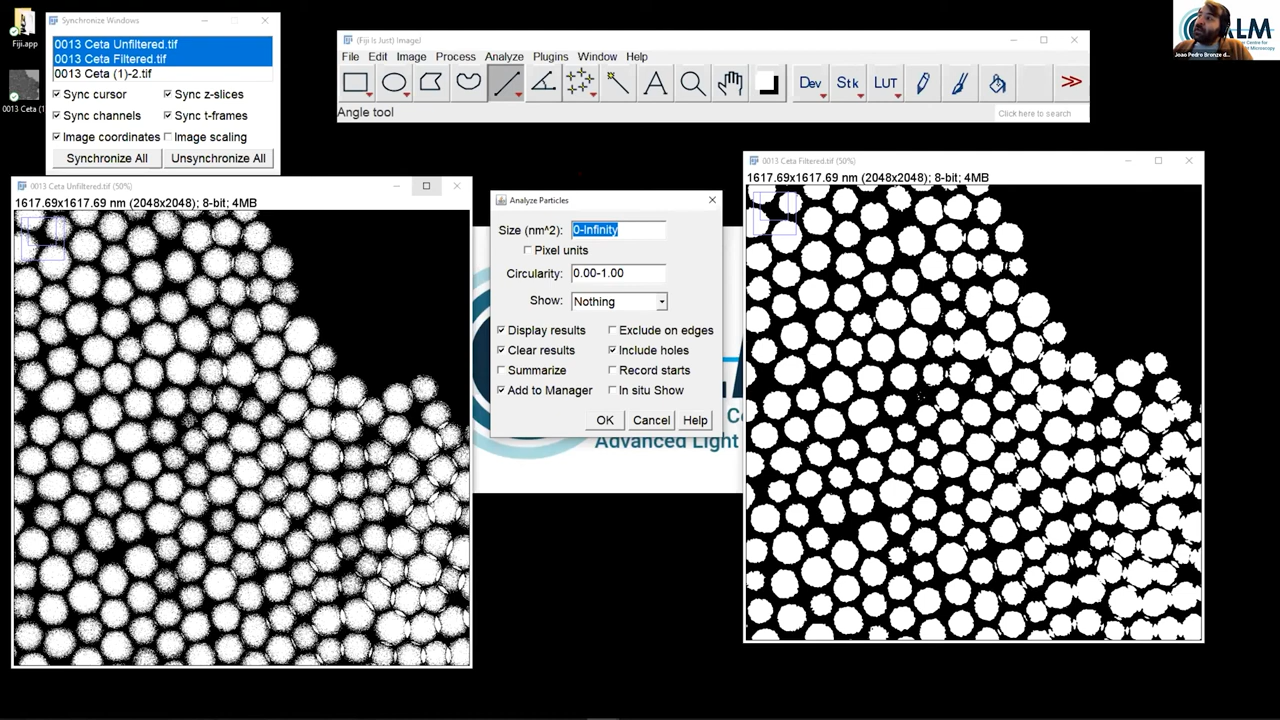 Fiji.app
0013 Ceta (1)
Synchronize Windows
0013 Ceta Unfiltered.tif
0013 Ceta Filtered.tif
0013 Ceta (1)-2.tif
Sync cursor
Sync z-slices
Sync channels
Sync t-frames
Image coordinates
Image scaling
Synchronize All
Unsynchronize All
(Fiji Is Just) ImageJ
File Edit Image Process Analyze Plugins Window Help
A
Dev
Stk
LUT
>>
Angle tool
Click here to search
LM
Joao Pedro Bronze d...
0013 Ceta Unfiltered.tif (50%)
1617.69x1617.69 nm (2048x2048); 8-bit; 4MB
Analyze Particles
Size (nm^2): 0-Infinity
Pixel units
Circularity: 0.00-1.00
Show: Nothing
Display results
Exclude on edges
Clear results
Include holes
Summarize
Record starts
Add to Manager
In situ Show
OK
Cancel
Help
Advanced Light
0013 Ceta Filtered.tif (50%)
1617.69x1617.69 nm (2048x2048); 8-bit; 4MB